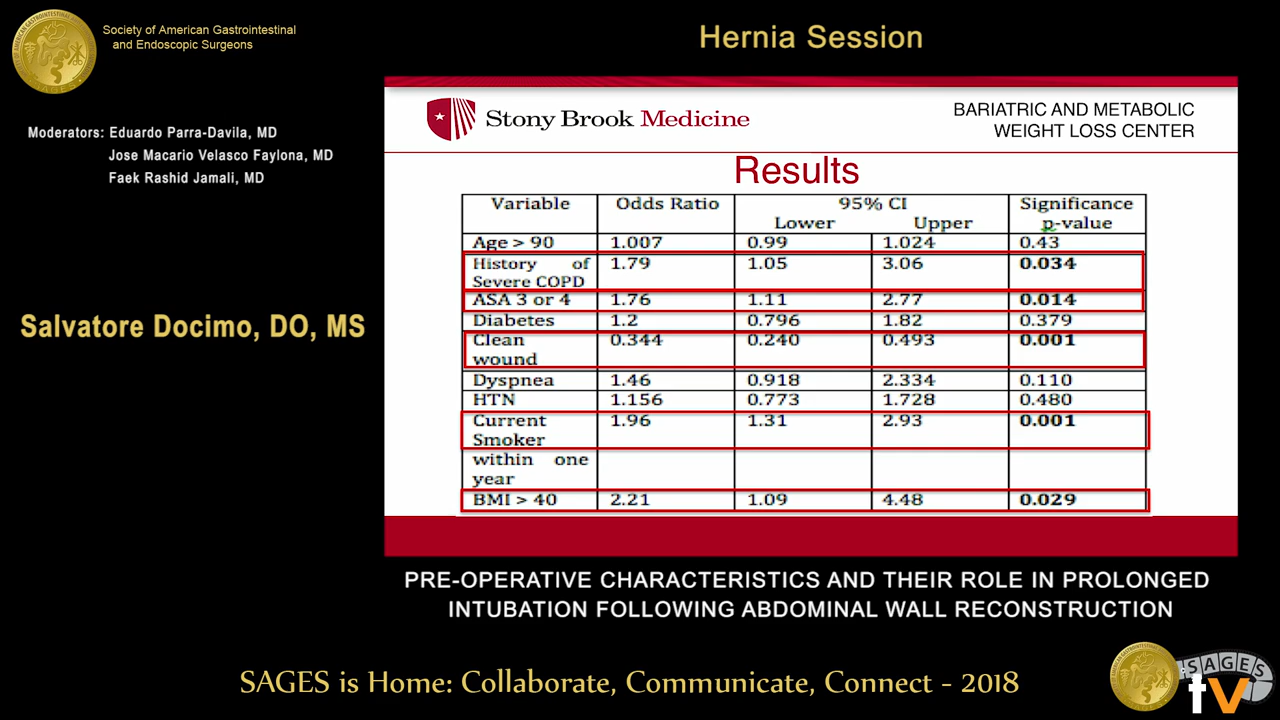 Society of American Gastrointestinal
and Endoscopic Surgeons
Hernia Session
Moderators: Eduardo Parra-Davila, MD
Jose Macario Velasco Faylona, MD
Faek Rashid Jamali, MD
Salvatore Docimo, DO, MS
Stony Brook Medicine
BARIATRIC AND METABOLIC
WEIGHT LOSS CENTER
Results
Variable Odds Ratio 95% CI Significance
Lower Upper p-value
Age > 90 1.007 0.99 1.024 0.43
History of 1.79 1.05 3.06 0.034
Severe COPD
ASA 3 or 4 1.76 1.11 2.77 0.014
Diabetes 1.2 0.796 1.82 0.379
Clean 0.344 0.240 0.493 0.001
wound
Dyspnea 1.46 0.918 2.334 0.110
HTN 1.156 0.773 1.728 0.480
Current 1.96 1.31 2.93 0.001
Smoker
within one
year
BMI > 40 2.21 1.09 4.48 0.029
PRE-OPERATIVE CHARACTERISTICS AND THEIR ROLE IN PROLONGED
INTUBATION FOLLOWING ABDOMINAL WALL RECONSTRUCTION
SAGES is Home: Collaborate, Communicate, Connect - 2018
SAGES
tv